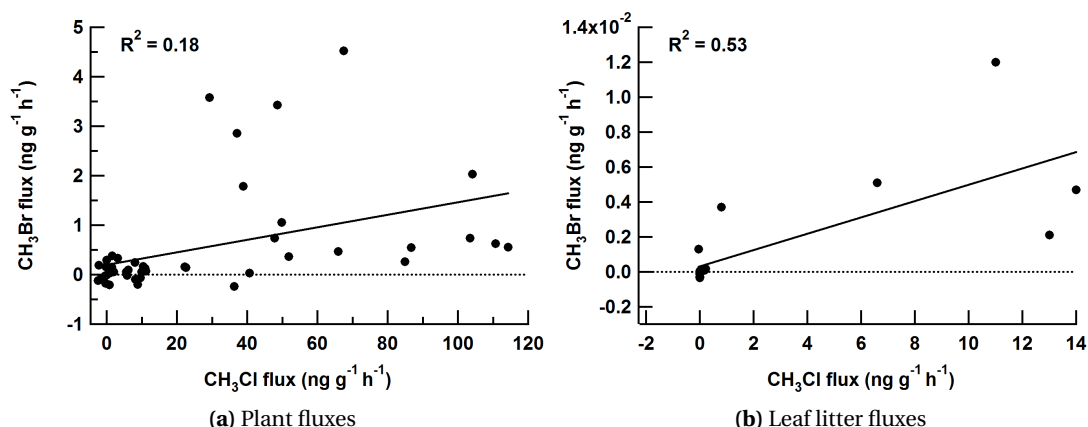 R² = 0.18
CH₃Br flux (ng g⁻¹ h⁻¹)
5
4
3
2
1
0
-1
0 20 40 60 80 100 120
CH₃Cl flux (ng g⁻¹ h⁻¹)
(a) Plant fluxes
1.4x10⁻²
R² = 0.53
CH₃Br flux (ng g⁻¹ h⁻¹)
1.2
1.0
0.8
0.6
0.4
0.2
0.0
-0.2
-2 0 2 4 6 8 10 12 14
CH₃Cl flux (ng g⁻¹ h⁻¹)
(b) Leaf litter fluxes